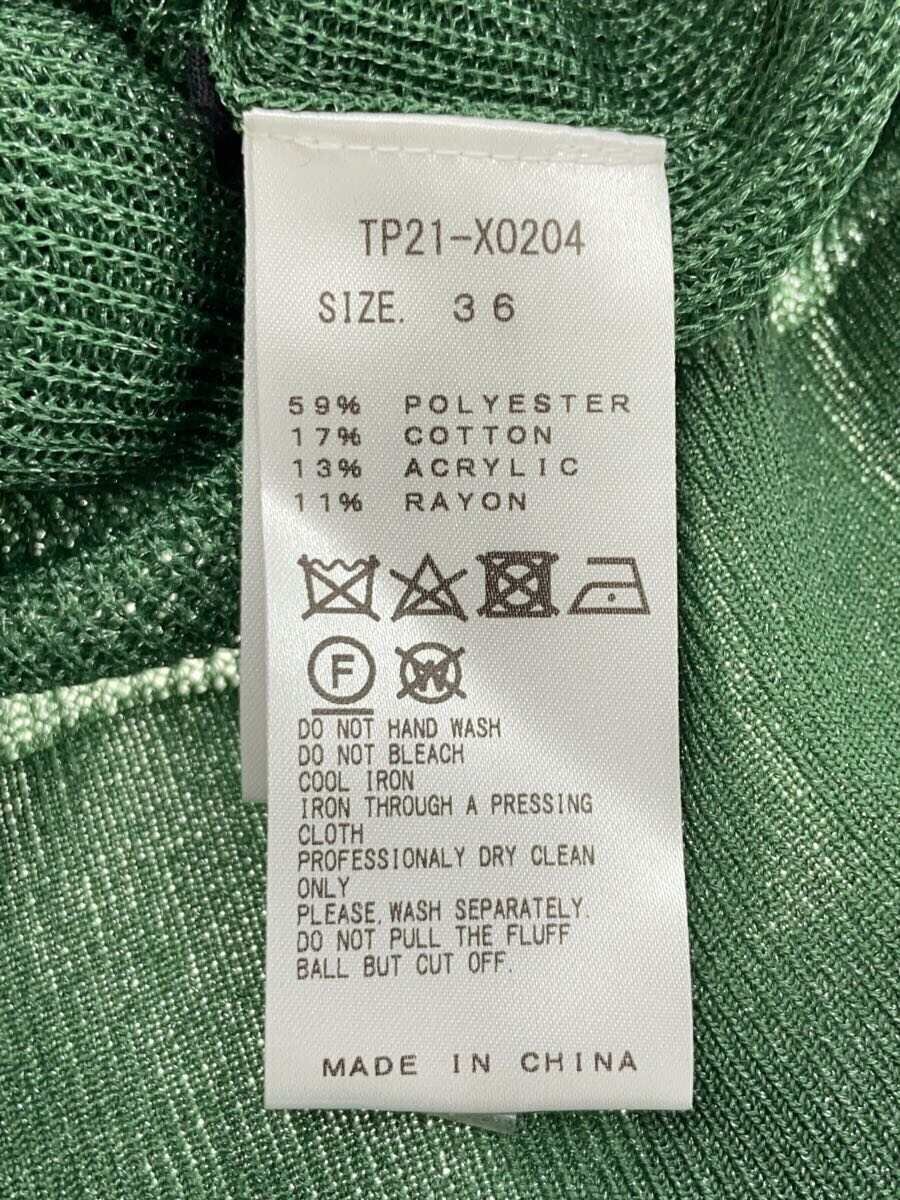 TP21-X0204
SIZE. 36
59% POLYESTER
17% COTTON
13% ACRYLIC
11% RAYON
F W
DO NOT HAND WASH
DO NOT BLEACH
COOL IRON
IRON THROUGH A PRESSING
CLOTH
PROFESSIONALY DRY CLEAN
ONLY
PLEASE. WASH SEPARATELY.
DO NOT PULL THE FLUFF
BALL BUT CUT OFF.
MADE IN CHINA